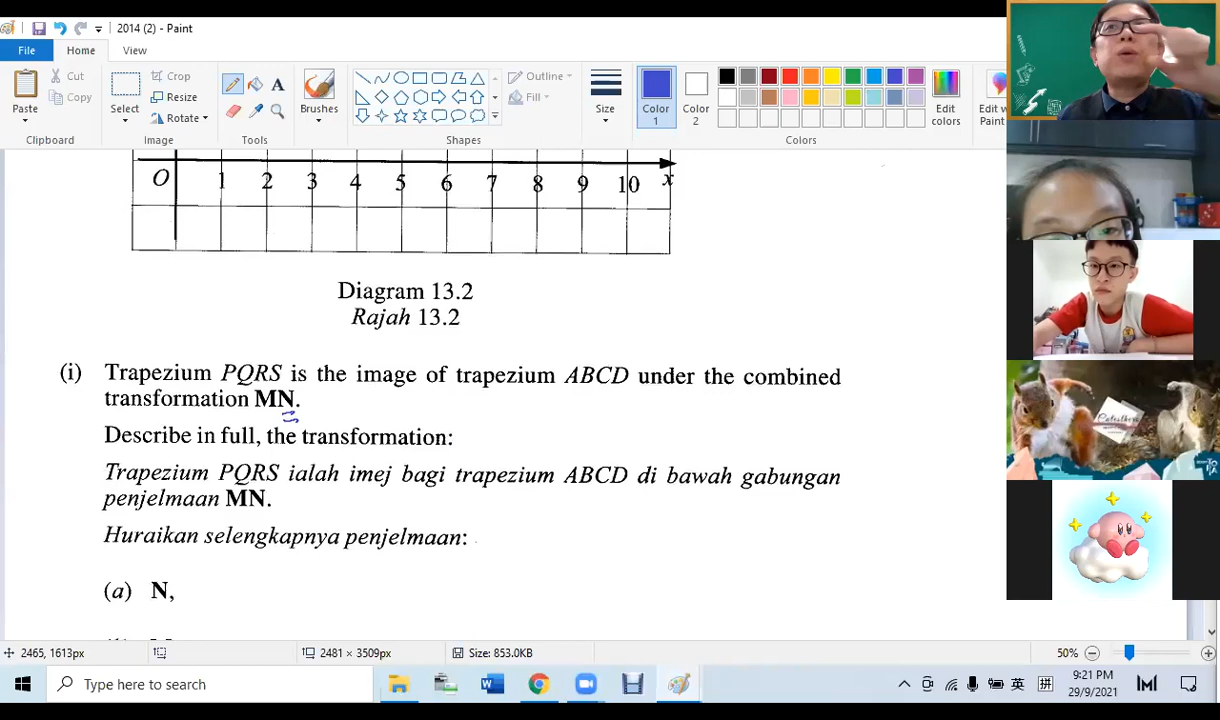 2014 (2) - Paint
File Home View
Paste
Cut
Copy
Clipboard
Select
Crop
Resize
Rotate
Image
A
Tools
Brushes
Outline
Fill
Shapes
Size
Color 1
Color 2
Edit colors
Colors
O 1 2 3 4 5 6 7 8 9 10 x
Diagram 13.2
Rajah 13.2
(i) Trapezium PQRS is the image of trapezium ABCD under the combined
transformation MN.
Describe in full, the transformation:
Trapezium PQRS ialah imej bagi trapezium ABCD di bawah gabungan
penjelmaan MN.
Huraikan selengkapnya penjelmaan:
(a) N,
2465, 1613px
2481 × 3509px
Size: 853.0KB
50%
Type here to search
英
拼
9:21 PM
29/9/2021